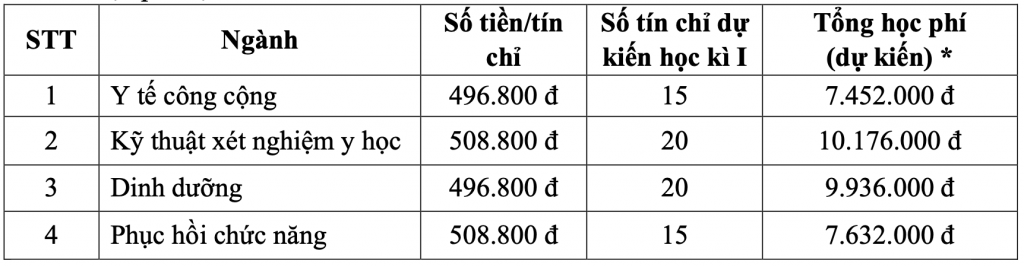 STT Ngành Số tiền/tín chỉ Số tín chỉ dự kiến học kì I Tổng học phí (dự kiến) *
1 Y tế công cộng 496.800 đ 15 7.452.000 đ
2 Kỹ thuật xét nghiệm y học 508.800 đ 20 10.176.000 đ
3 Dinh dưỡng 496.800 đ 20 9.936.000 đ
4 Phục hồi chức năng 508.800 đ 15 7.632.000 đ